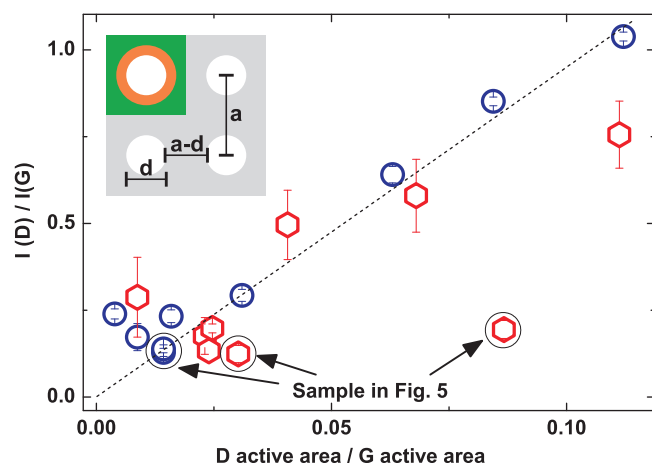 1.0
a
a-d
d
0.5
I (D) / I(G)
Sample in Fig. 5
0.0
0.00
0.05
0.10
D active area / G active area